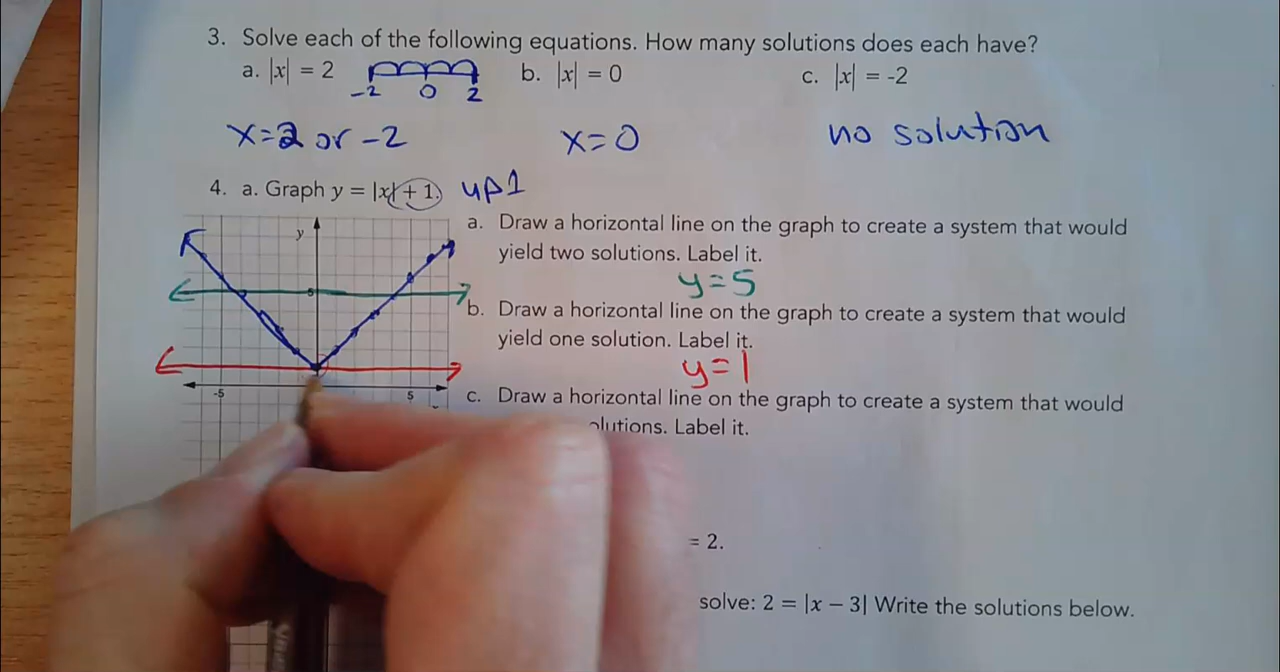 3. Solve each of the following equations. How many solutions does each have?
a. |x| = 2 b. |x| = 0 c. |x| = -2
-2 0 2
x=2 or -2 x=0 no solution
4. a. Graph y = |x| + 1. up 1
y
a. Draw a horizontal line on the graph to create a system that would
yield two solutions. Label it.
y=5
5
b. Draw a horizontal line on the graph to create a system that would
yield one solution. Label it.
y=1
-5 5
c. Draw a horizontal line on the graph to create a system that would
olutions. Label it.
= 2.
solve: 2 = |x − 3| Write the solutions below.